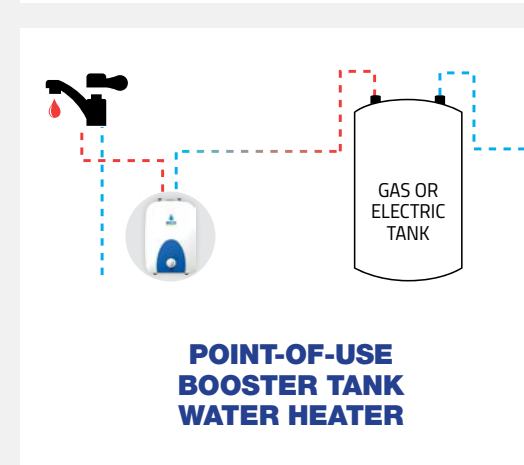 GAS OR
ELECTRIC
TANK
POINT-OF-USE
BOOSTER TANK
WATER HEATER